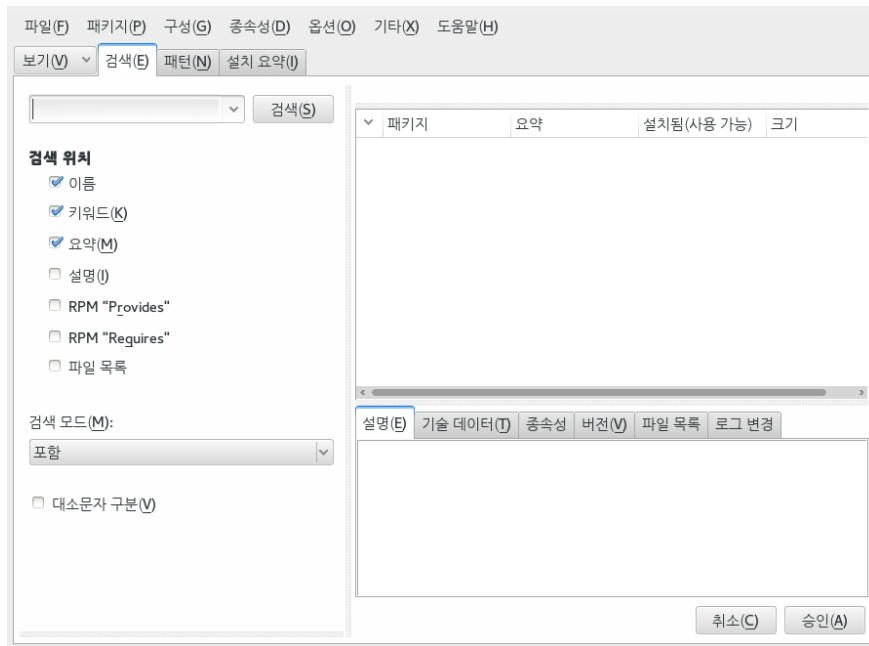 파일(F) 패키지(P) 구성(G) 종속성(D) 옵션(O) 기타(X) 도움말(H)
보기(V) 검색(E) 패턴(N) 설치 요약(I)
검색(S)
검색 위치
이름
키워드(K)
요약(M)
설명(I)
RPM "Provides"
RPM "Requires"
파일 목록
검색 모드(M):
포함
대소문자 구분(V)
패키지 요약 설치됨(사용 가능) 크기
설명(E) 기술 데이터(T) 종속성 버전(V) 파일 목록 로그 변경
취소(C) 승인(A)